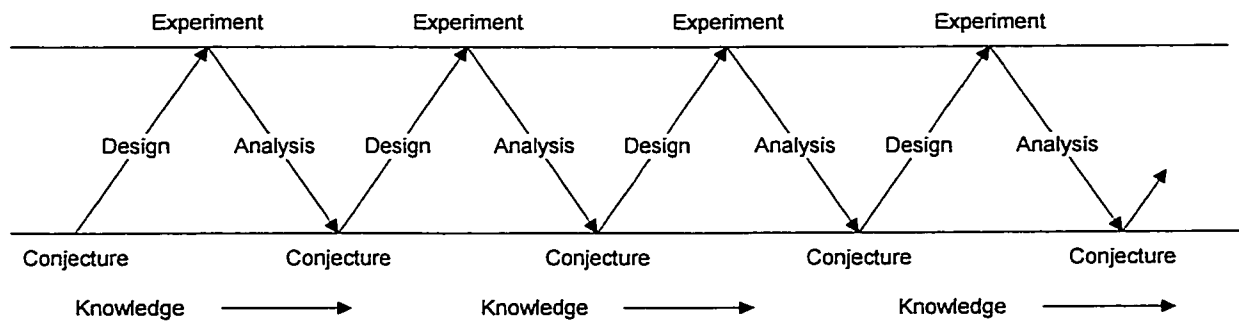 Experiment Experiment Experiment Experiment
Design Analysis Design Analysis Design Analysis Design Analysis
Conjecture Conjecture Conjecture Conjecture Conjecture
Knowledge Knowledge Knowledge